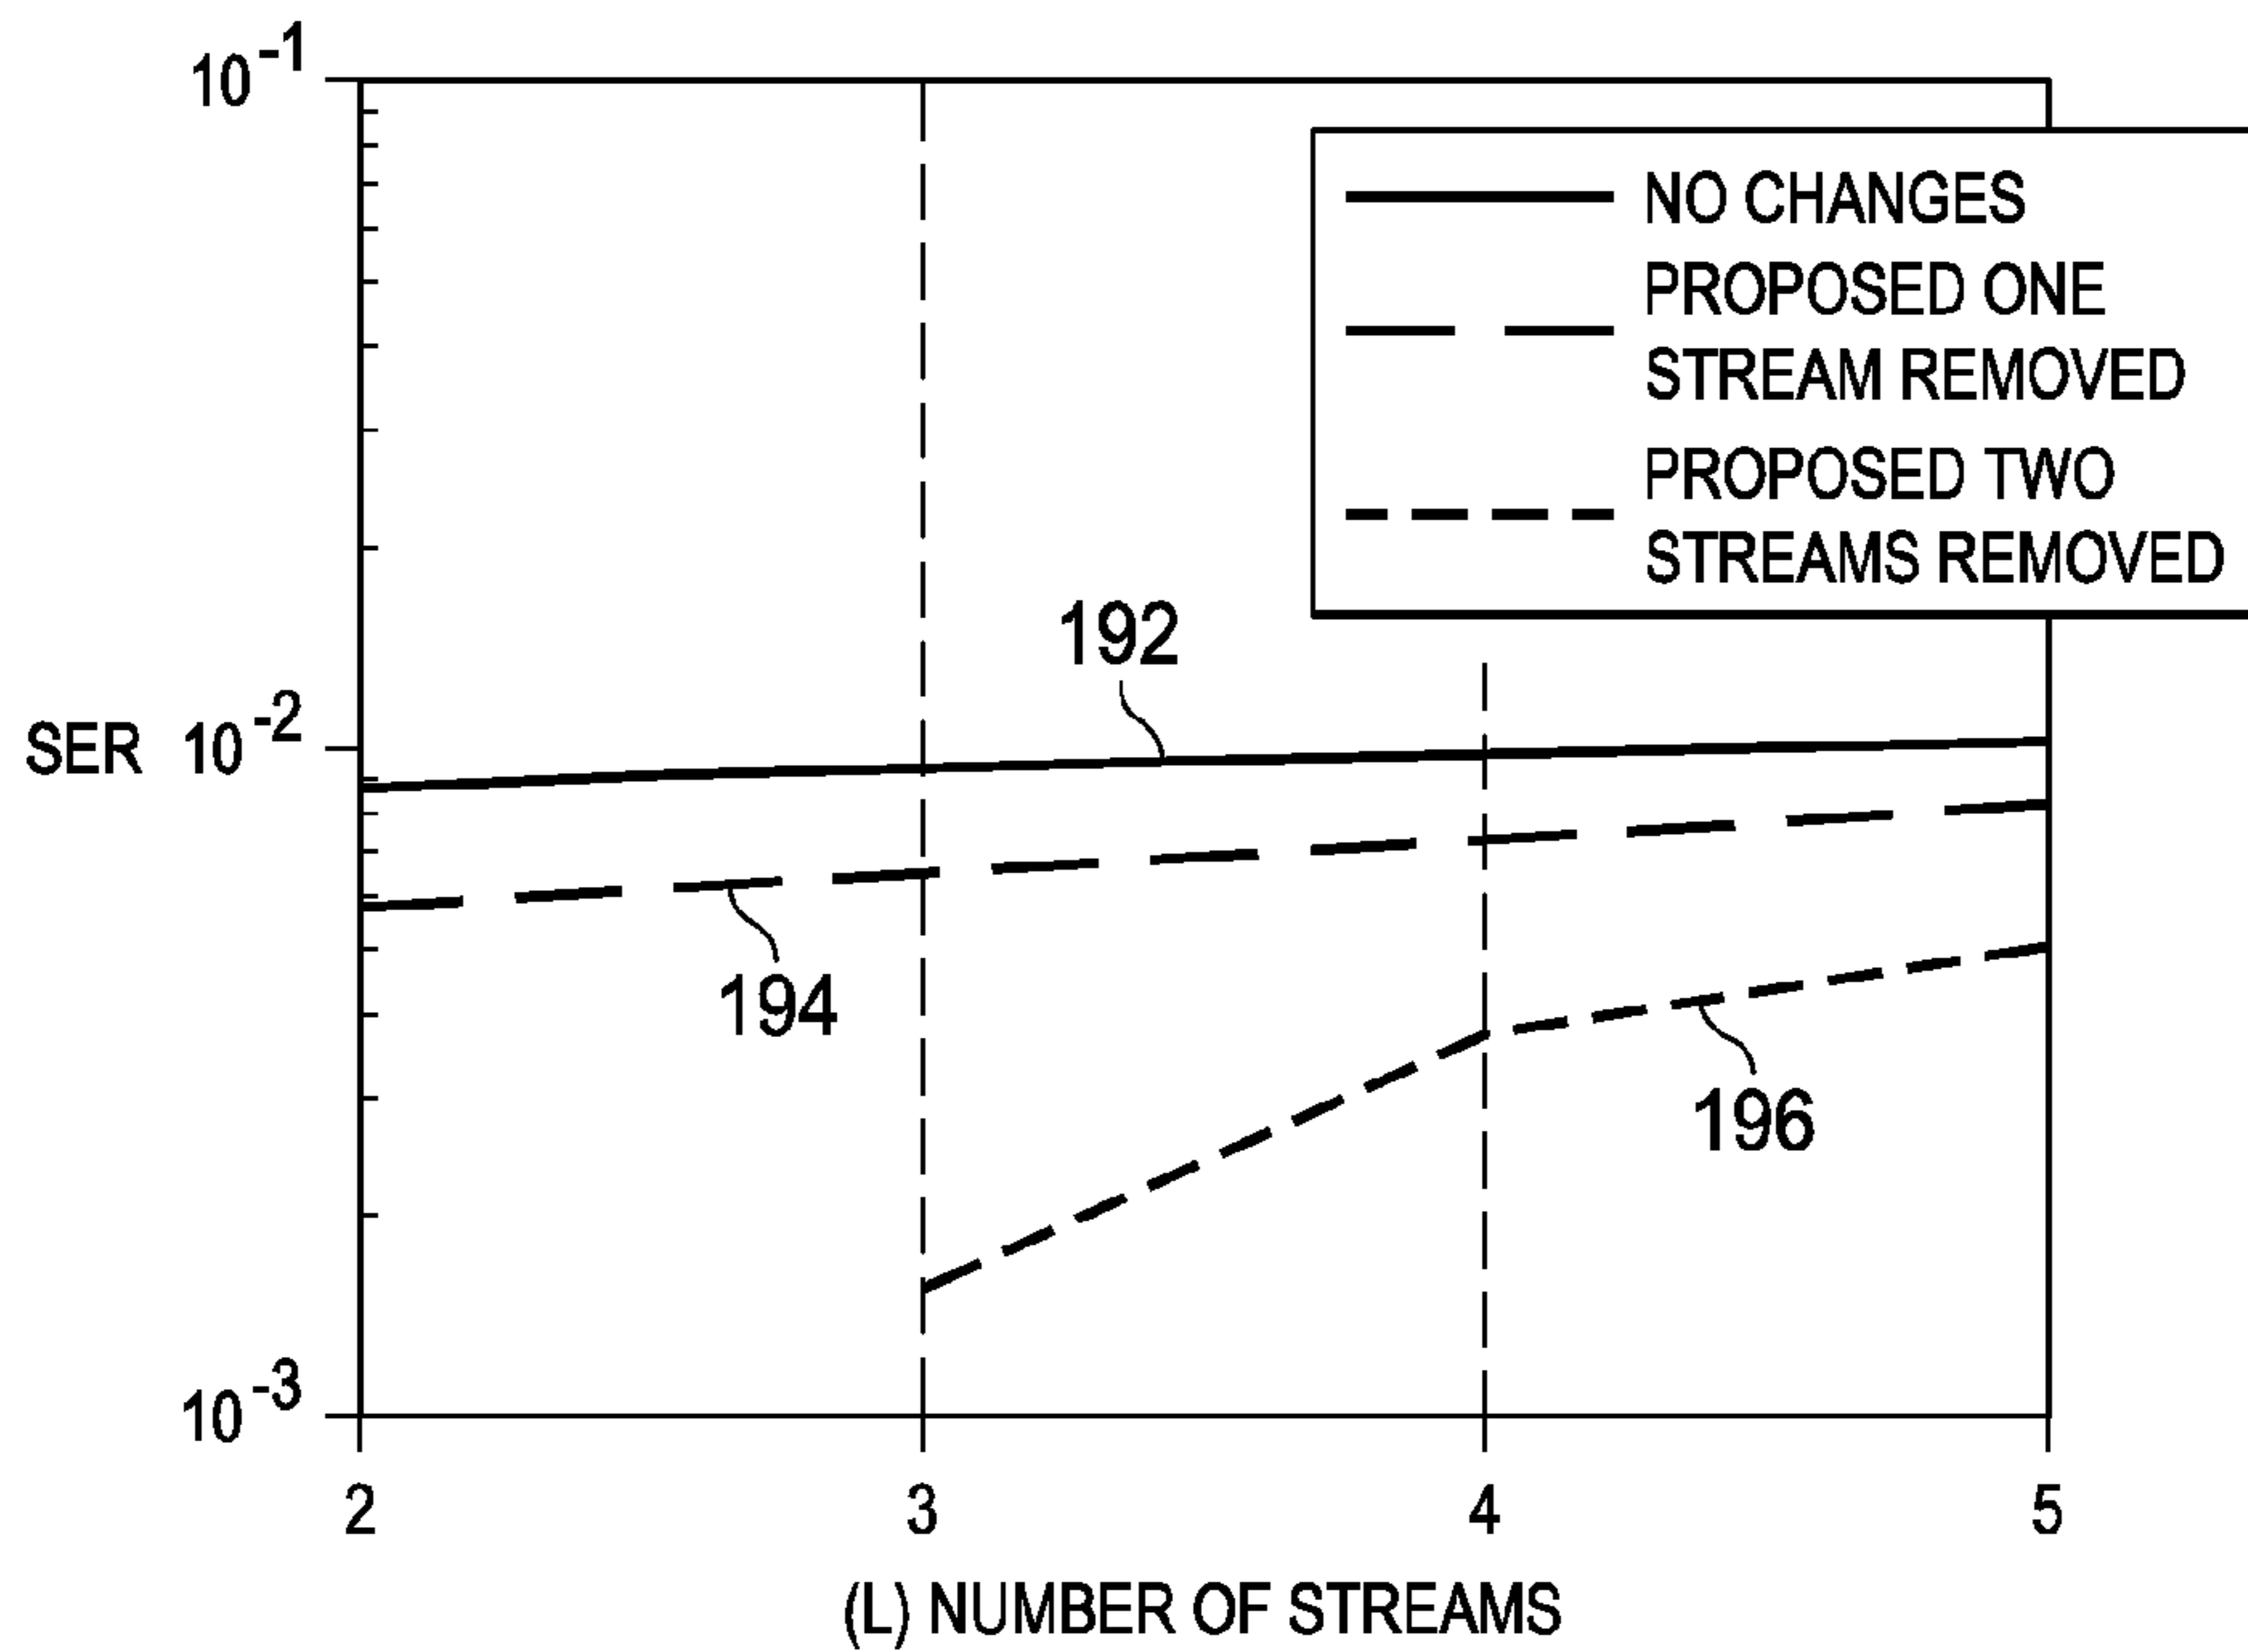 10-1
NO CHANGES
PROPOSED ONE
STREAM REMOVED
PROPOSED TWO
STREAMS REMOVED
192
SER 10-2
194
196
10-3
2 3 4 5
(L) NUMBER OF STREAMS